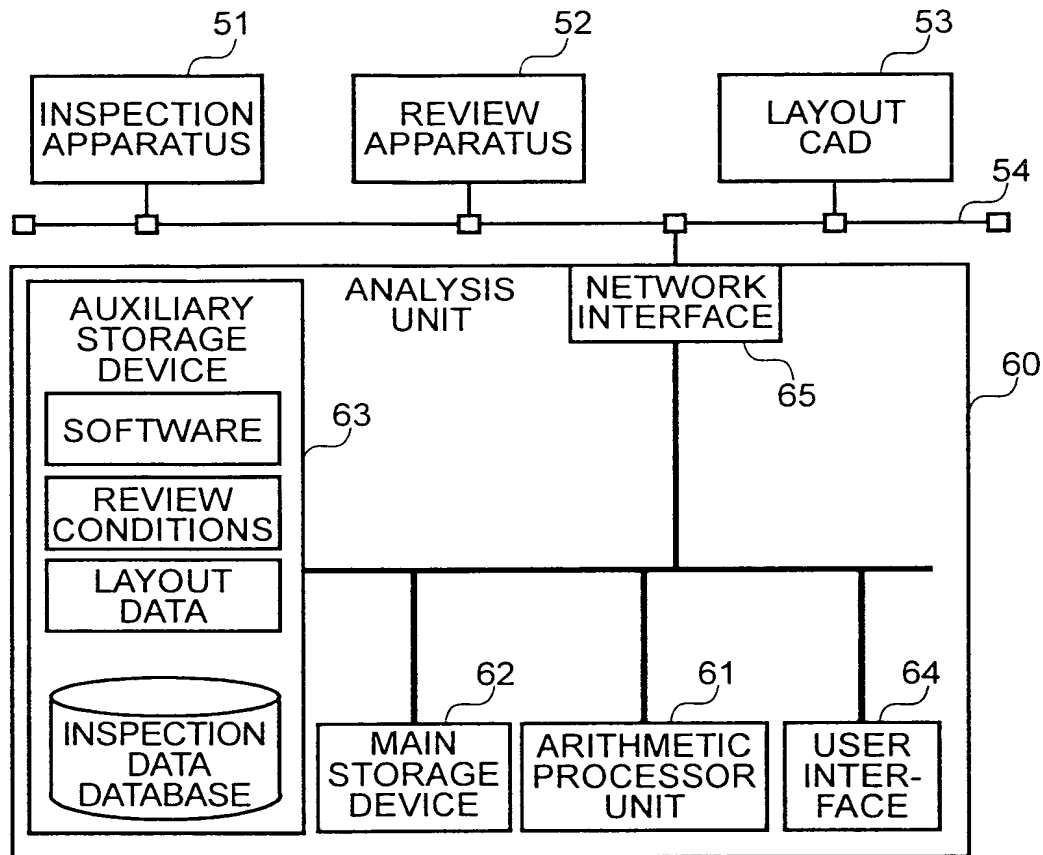 51
52
53
INSPECTION
APPARATUS
REVIEW
APPARATUS
LAYOUT
CAD
54
AUXILIARY
STORAGE
DEVICE
ANALYSIS
UNIT
NETWORK
INTERFACE
65
60
SOFTWARE
63
REVIEW
CONDITIONS
LAYOUT
DATA
INSPECTION
DATA
DATABASE
62
61
64
MAIN
STORAGE
DEVICE
ARITHMETIC
PROCESSOR
UNIT
USER
INTER-
FACE